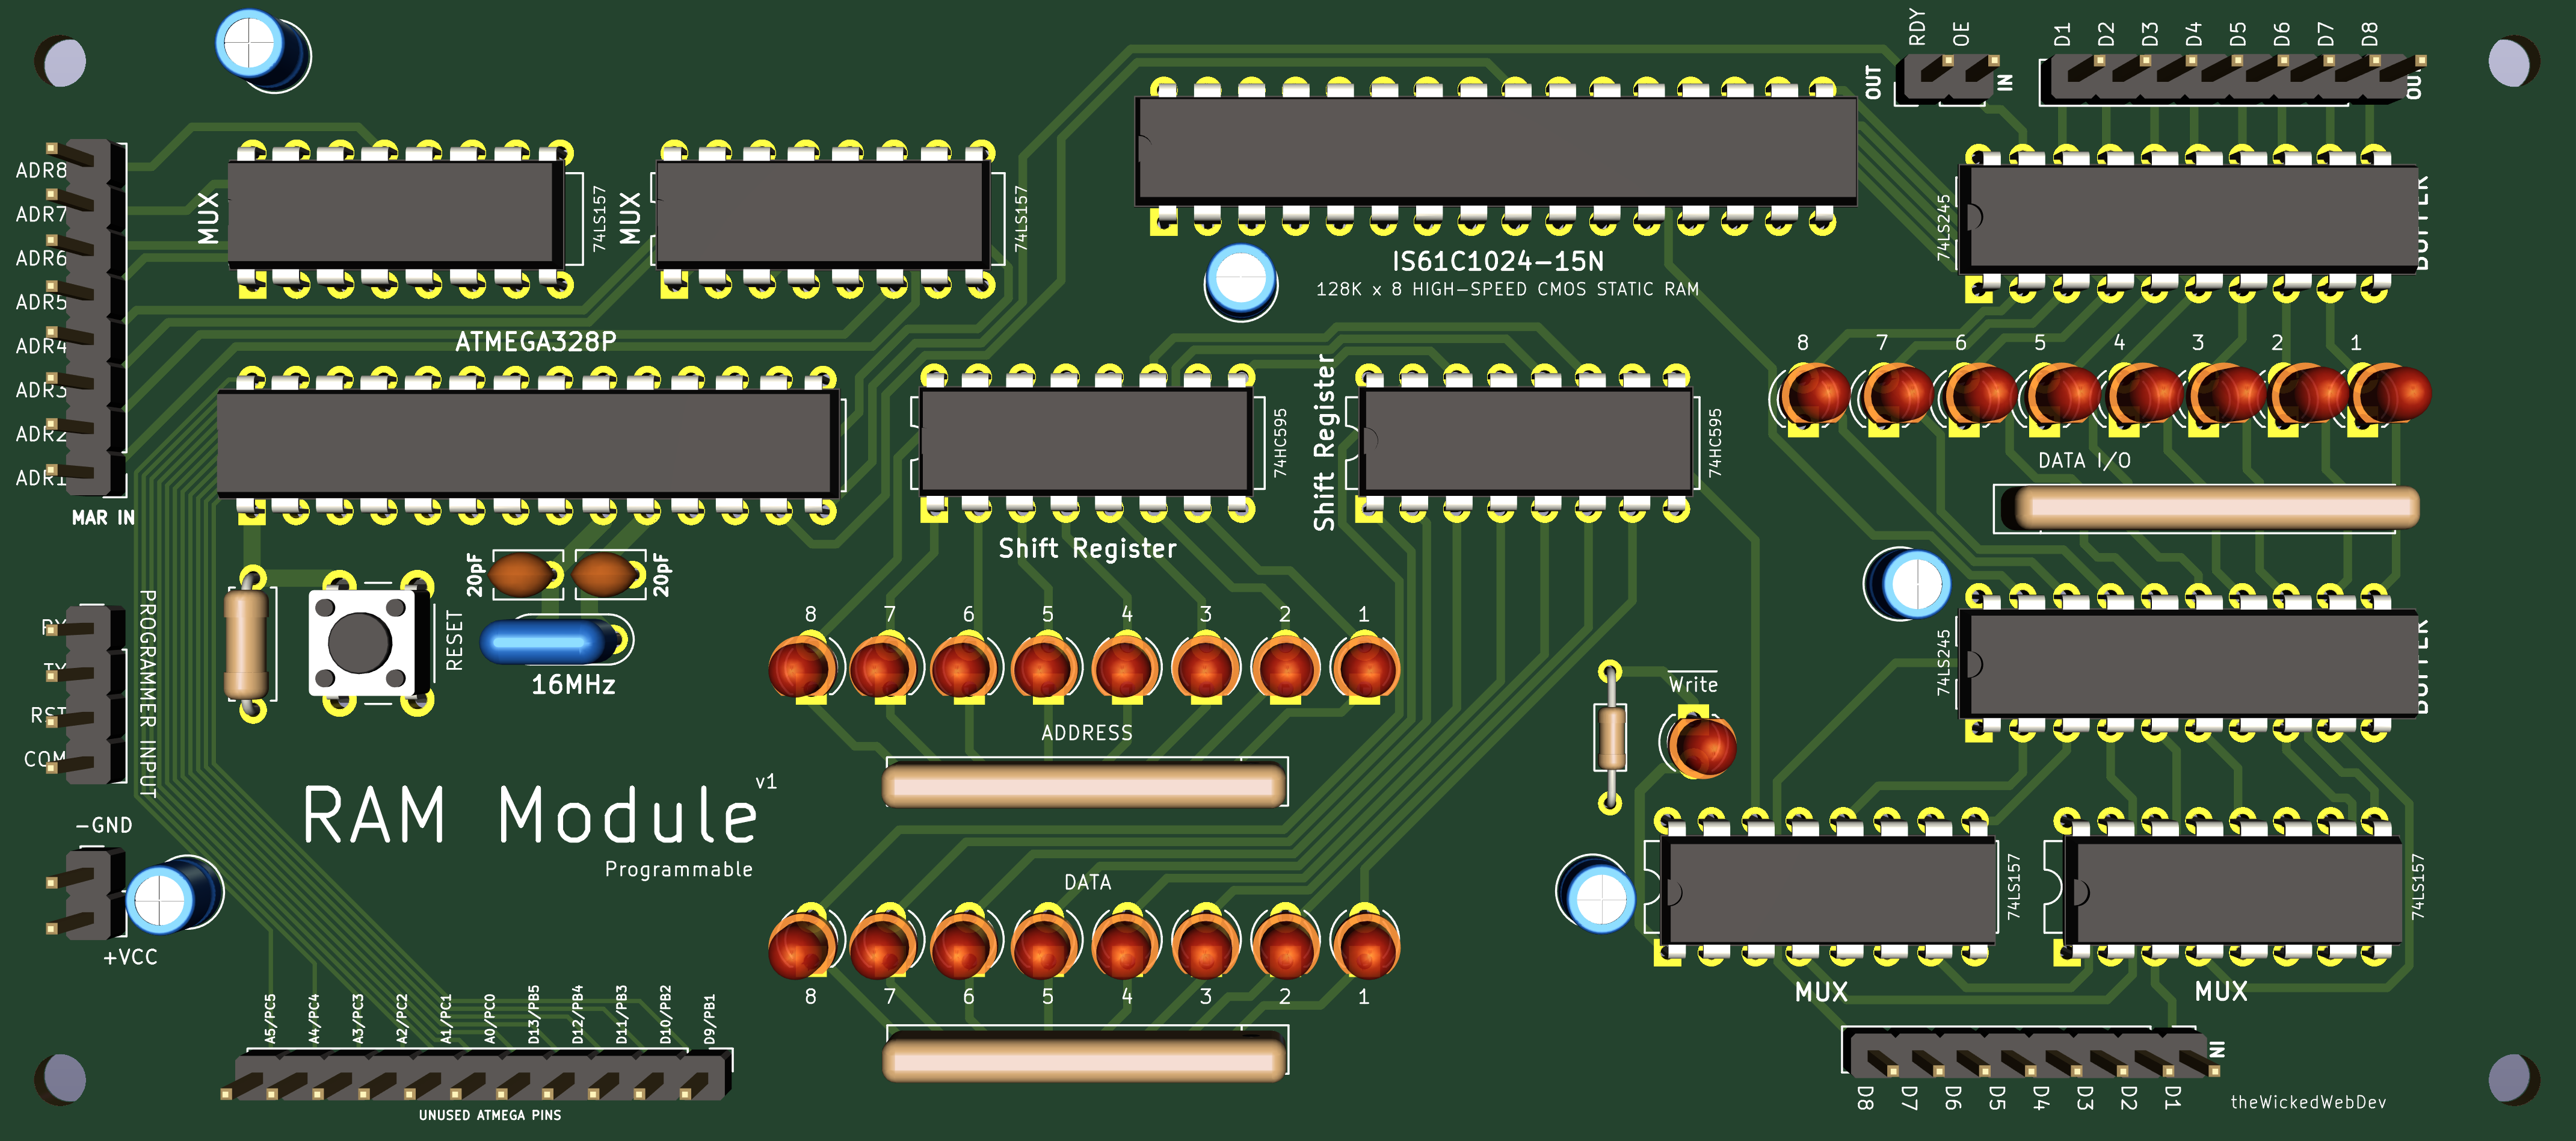 RDY
OE
D1
D2
D3
D4
D5
D6
D7
D8
OUT
IN
ADR8
ADR7
ADR6
ADR5
ADR4
ADR3
ADR2
ADR1
MAR IN
MUX
74LS157
MUX
74LS157
IS61C1024-15N
128K x 8 HIGH-SPEED CMOS STATIC RAM
74LS245
ATMEGA328P
8 7 6 5 4 3 2 1
DATA I/O
Shift Register
74HC595
Shift Register
74HC595
20pF
20pF
16MHz
RESET
PROGRAMMER INPUT
RST
COM
8 7 6 5 4 3 2 1
ADDRESS
Write
74LS245
-GND
+VCC
RAM Module
v1
Programmable
DATA
8 7 6 5 4 3 2 1
74LS157
MUX
74LS157
MUX
A5/PC5
A4/PC4
A3/PC3
A2/PC2
A1/PC1
A0/PC0
D13/PB5
D12/PB4
D11/PB3
D10/PB2
D9/PB1
UNUSED ATMEGA PINS
IN
D8
D7
D6
D5
D4
D3
D2
D1
theWickedWebDev